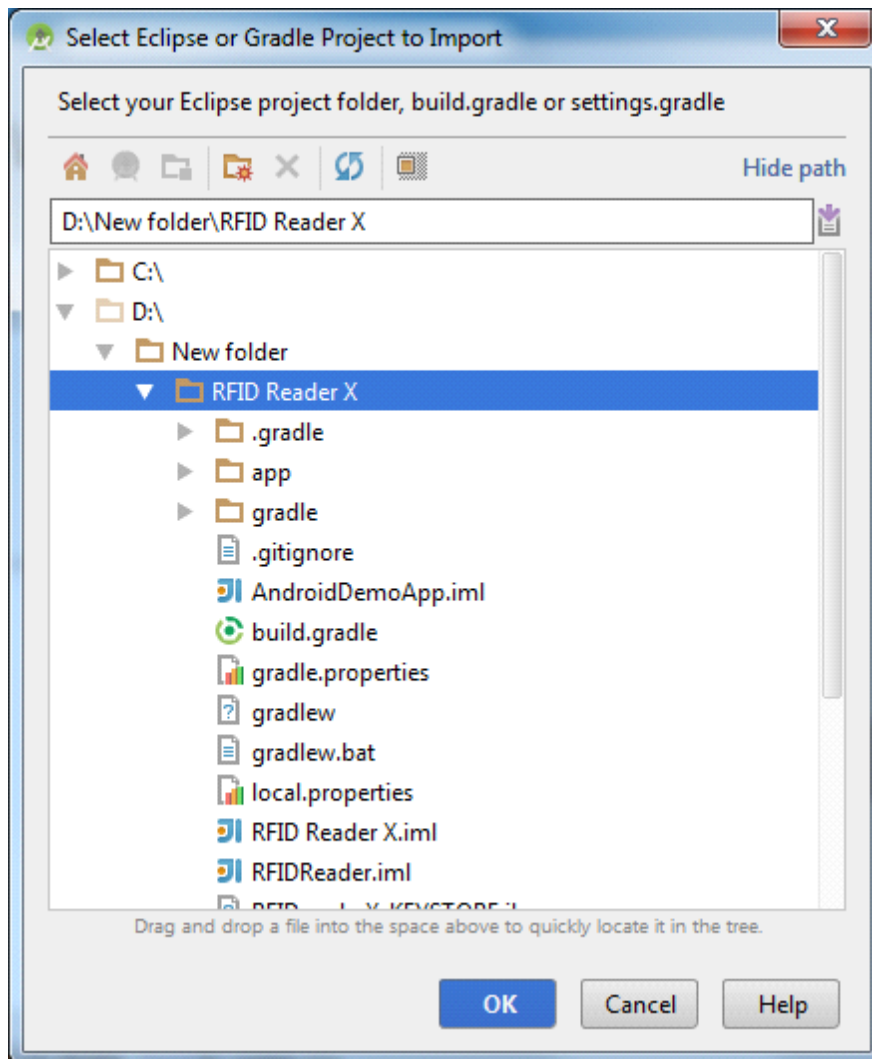 Select Eclipse or Gradle Project to Import
Select your Eclipse project folder, build.gradle or settings.gradle
Hide path
D:\New folder\RFID Reader X
C:\
D:\
New folder
RFID Reader X
.gradle
app
gradle
.gitignore
AndroidDemoApp.iml
build.gradle
gradle.properties
gradlew
gradlew.bat
local.properties
RFID Reader X.iml
RFIDReader.iml
Drag and drop a file into the space above to quickly locate it in the tree.
OK Cancel Help